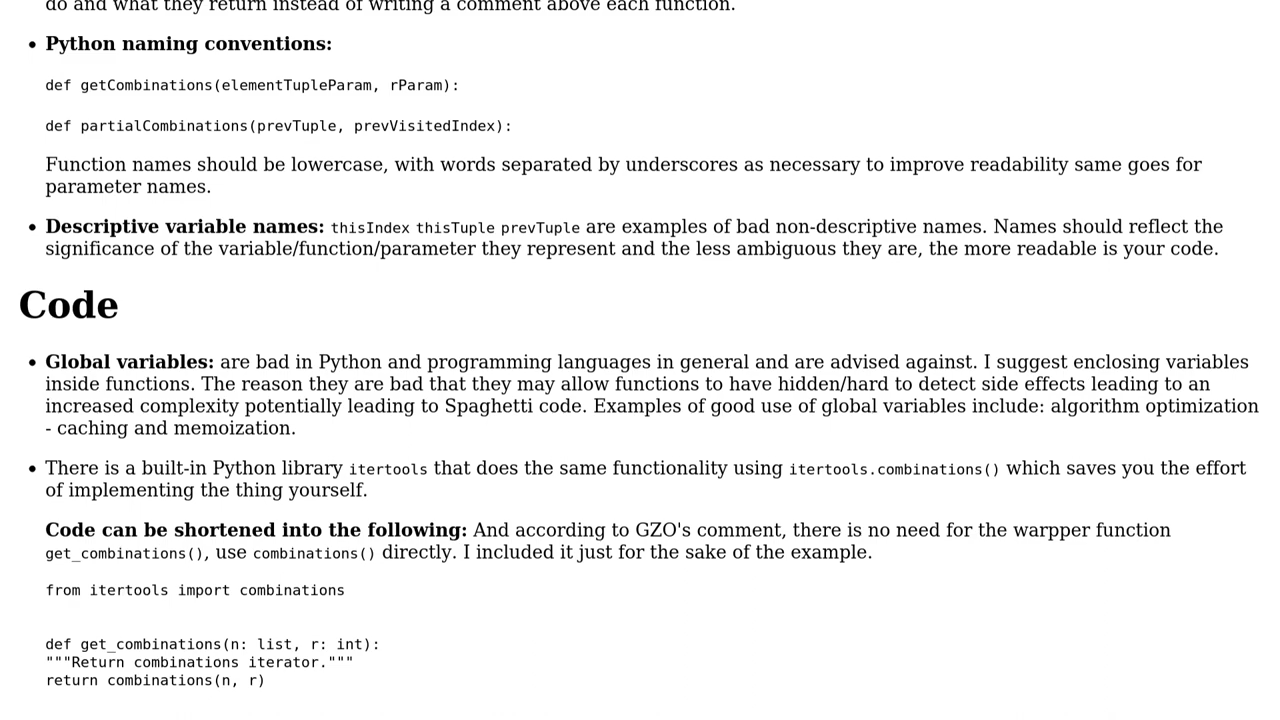 do and what they return instead of writing a comment above each function.
• Python naming conventions:
def getCombinations(elementTupleParam, rParam):
def partialCombinations(prevTuple, prevVisitedIndex):
Function names should be lowercase, with words separated by underscores as necessary to improve readability same goes for
parameter names.
• Descriptive variable names: thisIndex thisTuple prevTuple are examples of bad non-descriptive names. Names should reflect the
significance of the variable/function/parameter they represent and the less ambiguous they are, the more readable is your code.
Code
• Global variables: are bad in Python and programming languages in general and are advised against. I suggest enclosing variables
inside functions. The reason they are bad that they may allow functions to have hidden/hard to detect side effects leading to an
increased complexity potentially leading to Spaghetti code. Examples of good use of global variables include: algorithm optimization
- caching and memoization.
• There is a built-in Python library itertools that does the same functionality using itertools.combinations() which saves you the effort
of implementing the thing yourself.
Code can be shortened into the following: And according to GZO's comment, there is no need for the warpper function
get_combinations(), use combinations() directly. I included it just for the sake of the example.
from itertools import combinations
def get_combinations(n: list, r: int):
"""Return combinations iterator."""
return combinations(n, r)